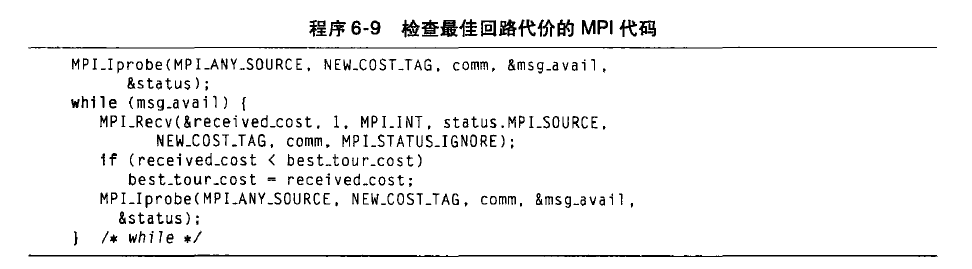 程序6-9 检查最佳回路代价的 MPI 代码
MPI_Iprobe(MPI_ANY_SOURCE, NEW_COST_TAG, comm, &msg_avail,
&status);
while (msg_avail) {
MPI_Recv(&received_cost, 1, MPI_INT, status.MPI_SOURCE,
NEW_COST_TAG, comm, MPI_STATUS_IGNORE);
if (received_cost < best_tour_cost)
best_tour_cost = received_cost;
MPI_Iprobe(MPI_ANY_SOURCE, NEW_COST_TAG, comm, &msg_avail,
&status);
} /* while */